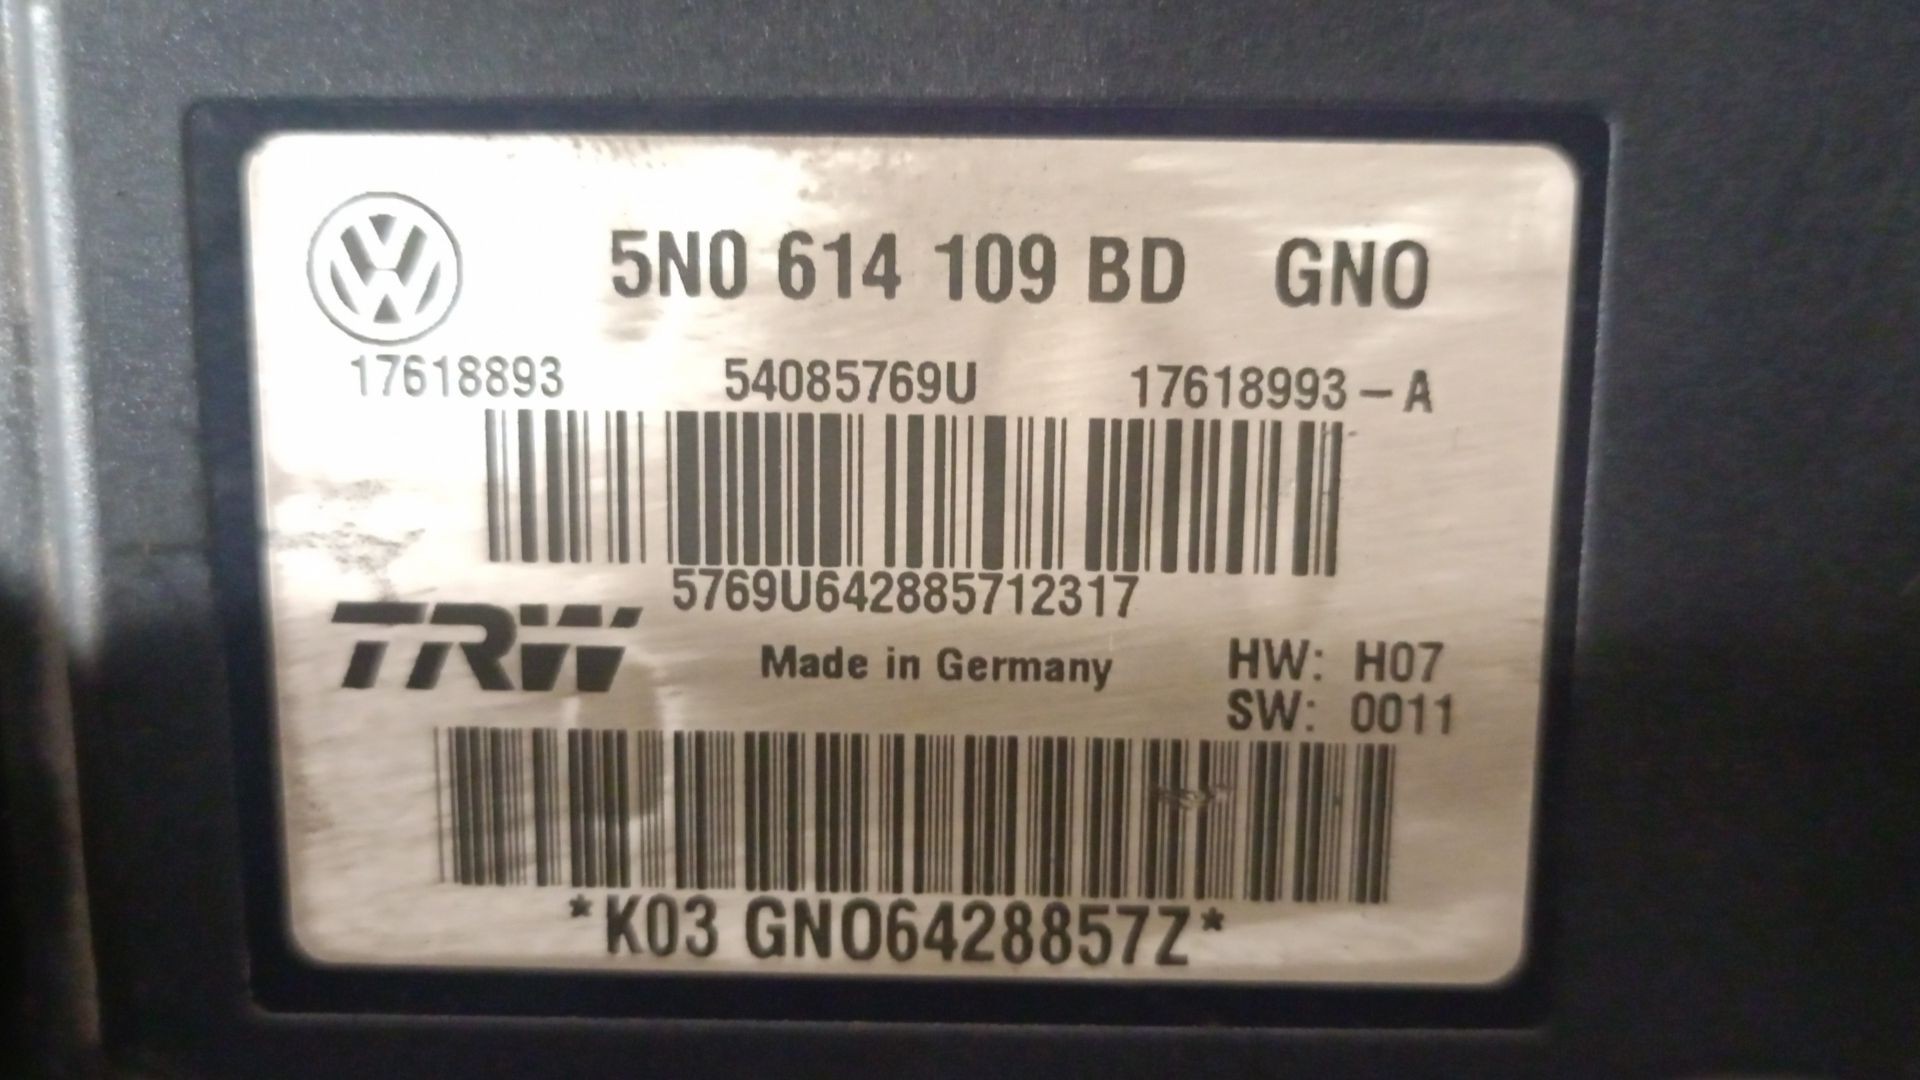 5N0 614 109 BD GNO
17618893 54085769U 17618993-A
5769U642885712317
TRW Made in Germany HW: H07
SW: 0011
*K03 GNO6428857Z*